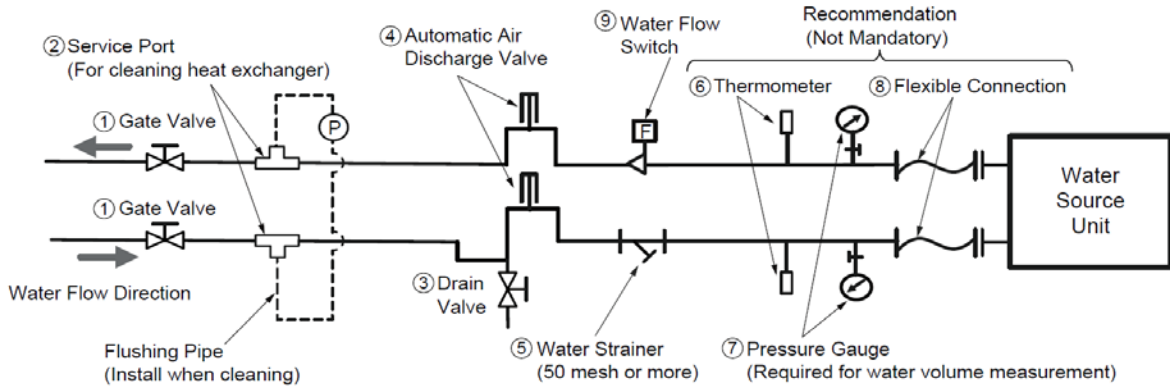 Recommendation
(Not Mandatory)
② Service Port
(For cleaning heat exchanger)
④ Automatic Air
Discharge Valve
⑨ Water Flow
Switch
⑥ Thermometer
⑧ Flexible Connection
① Gate Valve
P
F
Water
Source
Unit
① Gate Valve
Water Flow Direction
③ Drain
Valve
Flushing Pipe
(Install when cleaning)
⑤ Water Strainer
(50 mesh or more)
⑦ Pressure Gauge
(Required for water volume measurement)